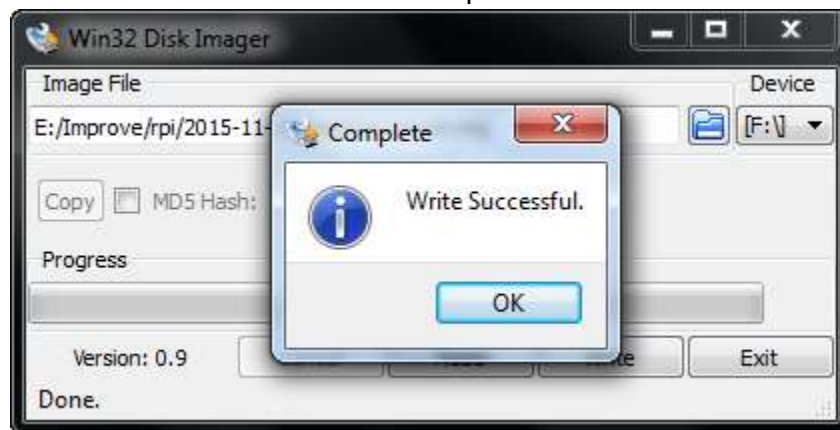 Win32 Disk Imager
Image File
Device
E:/Improve/rpi/2015-11-
[F:\]
Complete
Write Successful.
OK
Copy
MD5 Hash:
Progress
Version: 0.9
Exit
Done.